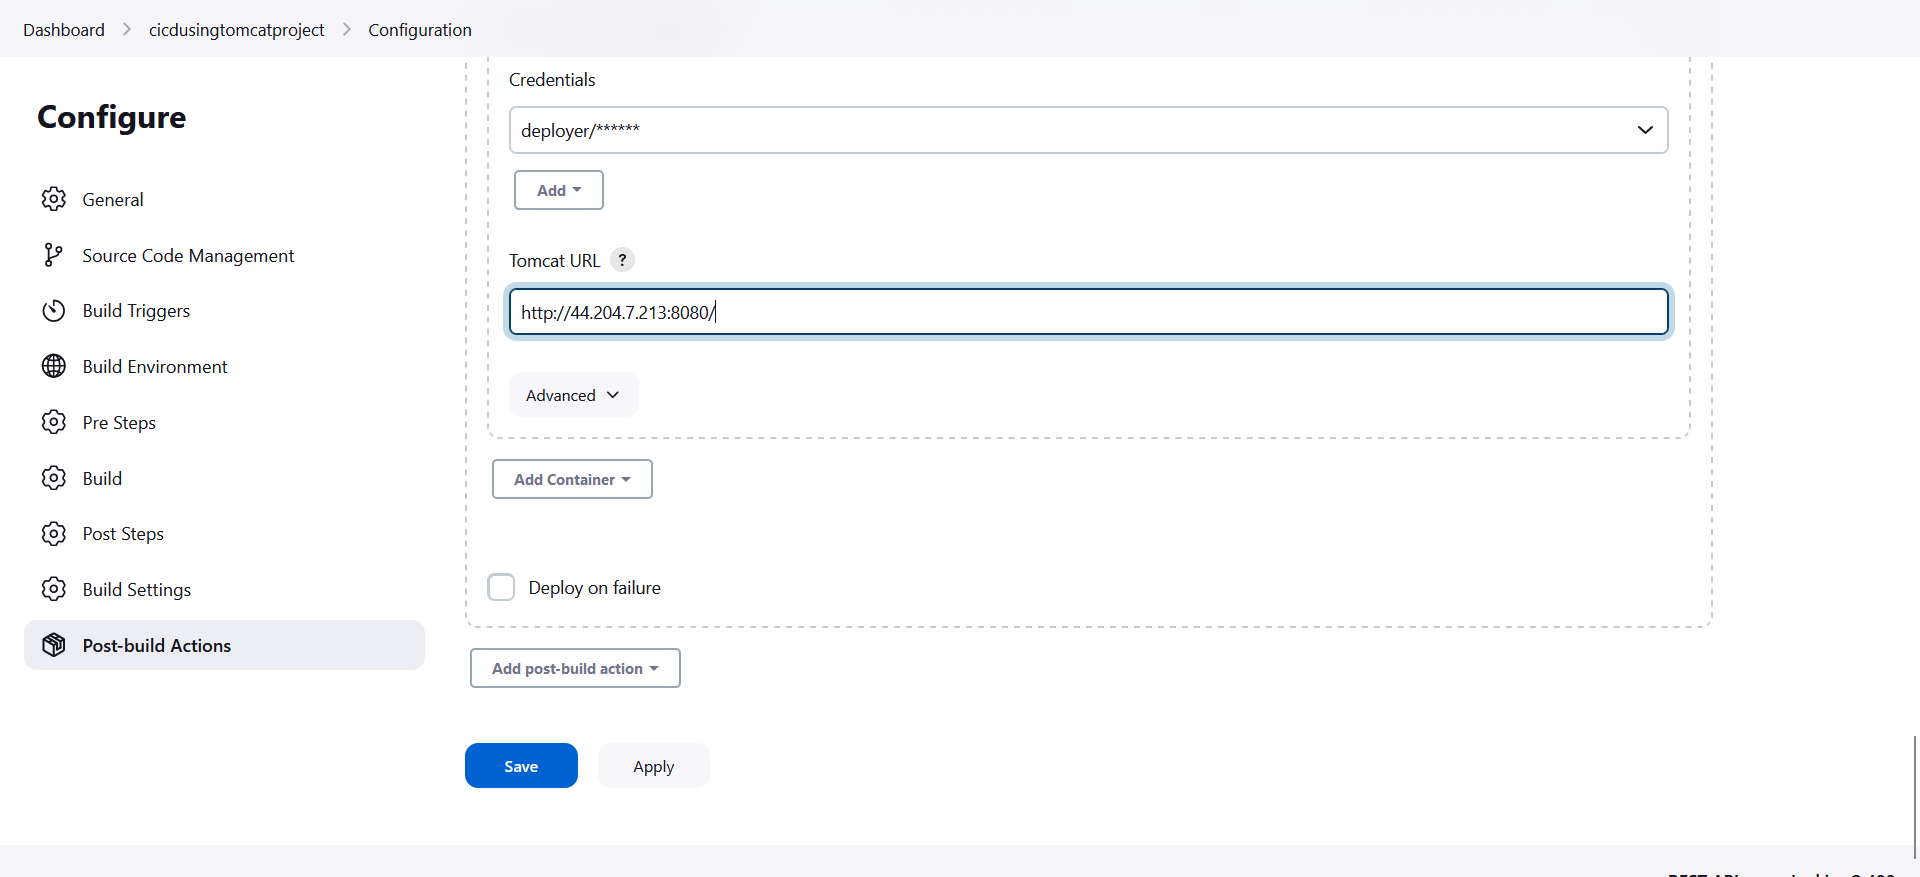 Dashboard > cicdusingtomcatproject > Configuration
Configure
General
Source Code Management
Build Triggers
Build Environment
Pre Steps
Build
Post Steps
Build Settings
Post-build Actions
Credentials
deployer/******
Add
Tomcat URL ?
http://44.204.7.213:8080/
Advanced
Add Container
Deploy on failure
Add post-build action
Save
Apply